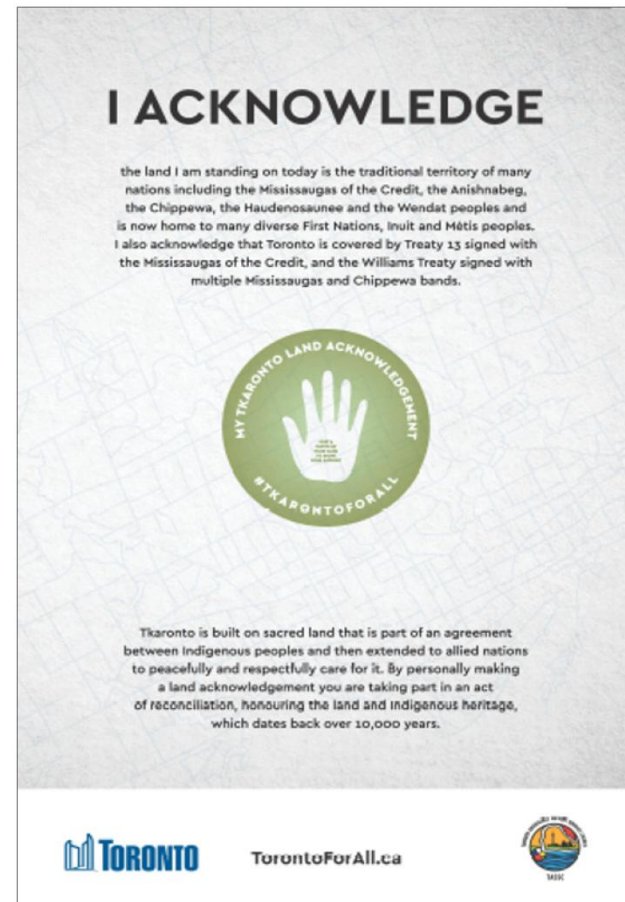 I ACKNOWLEDGE
the land I am standing on today is the traditional territory of many
nations including the Mississaugas of the Credit, the Anishnabeg,
the Chippewa, the Haudenosaunee and the Wendat peoples and
is now home to many diverse First Nations, Inuit and Métis peoples.
I also acknowledge that Toronto is covered by Treaty 13 signed with
the Mississaugas of the Credit, and the Williams Treaty signed with
multiple Mississaugas and Chippewa bands.
MY TKARONTO LAND ACKNOWLEDGEMENT
#TKARONTOFORALL
Tkaronto is built on sacred land that is part of an agreement
between Indigenous peoples and then extended to allied nations
to peacefully and respectfully care for it. By personally making
a land acknowledgement you are taking part in an act
of reconciliation, honouring the land and Indigenous heritage,
which dates back over 10,000 years.
TORONTO
TorontoForAll.ca
TASSC